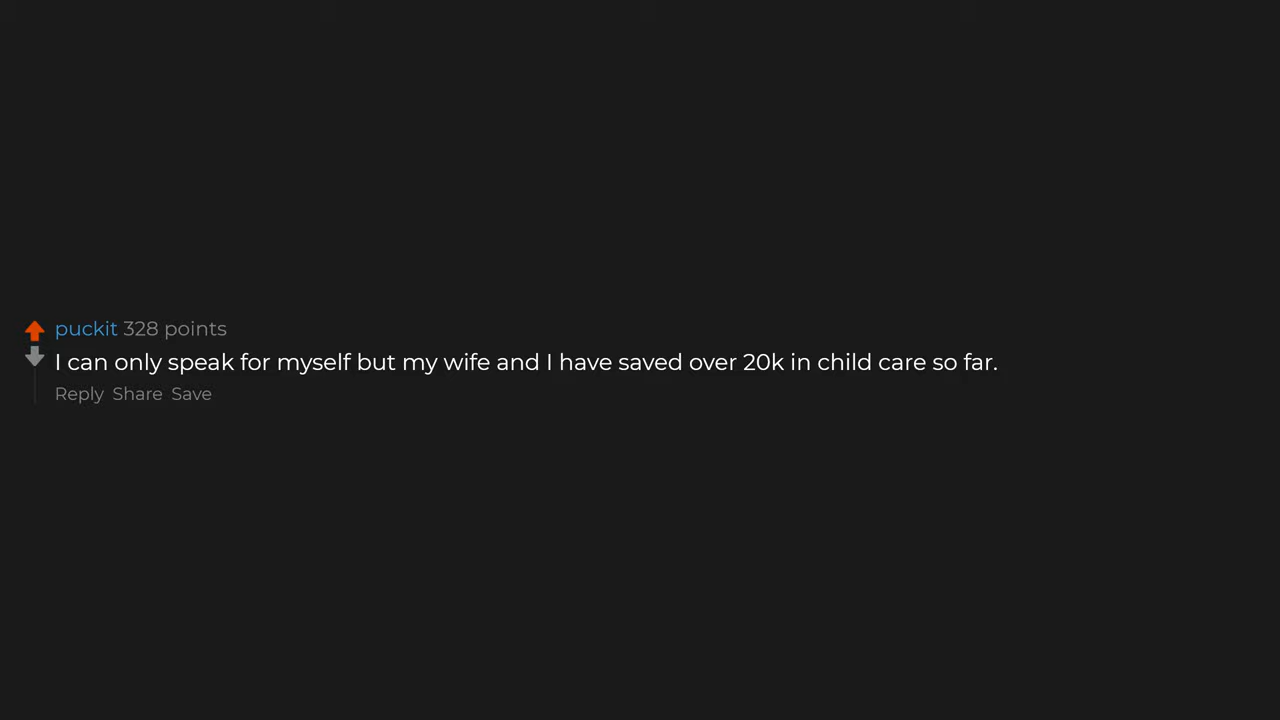 puckit 328 points
I can only speak for myself but my wife and I have saved over 20k in child care so far.
Reply Share Save